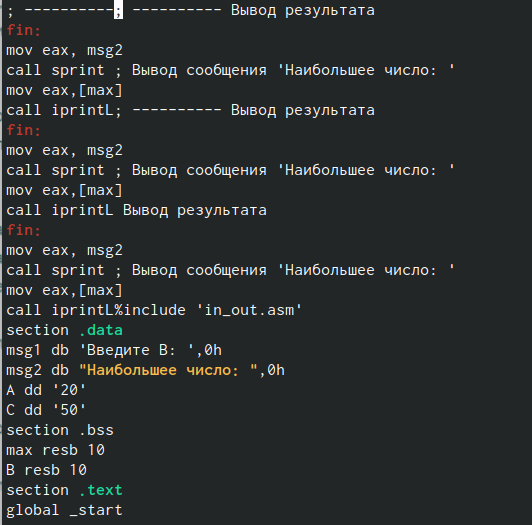 ; ----------; ---------- Вывод результата
fin:
mov eax, msg2
call sprint ; Вывод сообщения 'Наибольшее число: '
mov eax,[max]
call iprintL; ---------- Вывод результата
fin:
mov eax, msg2
call sprint ; Вывод сообщения 'Наибольшее число: '
mov eax,[max]
call iprintL Вывод результата
fin:
mov eax, msg2
call sprint ; Вывод сообщения 'Наибольшее число: '
mov eax,[max]
call iprintL%include 'in_out.asm'
section .data
msg1 db 'Введите B: ',0h
msg2 db "Наибольшее число: ",0h
A dd '20'
C dd '50'
section .bss
max resb 10
B resb 10
section .text
global _start